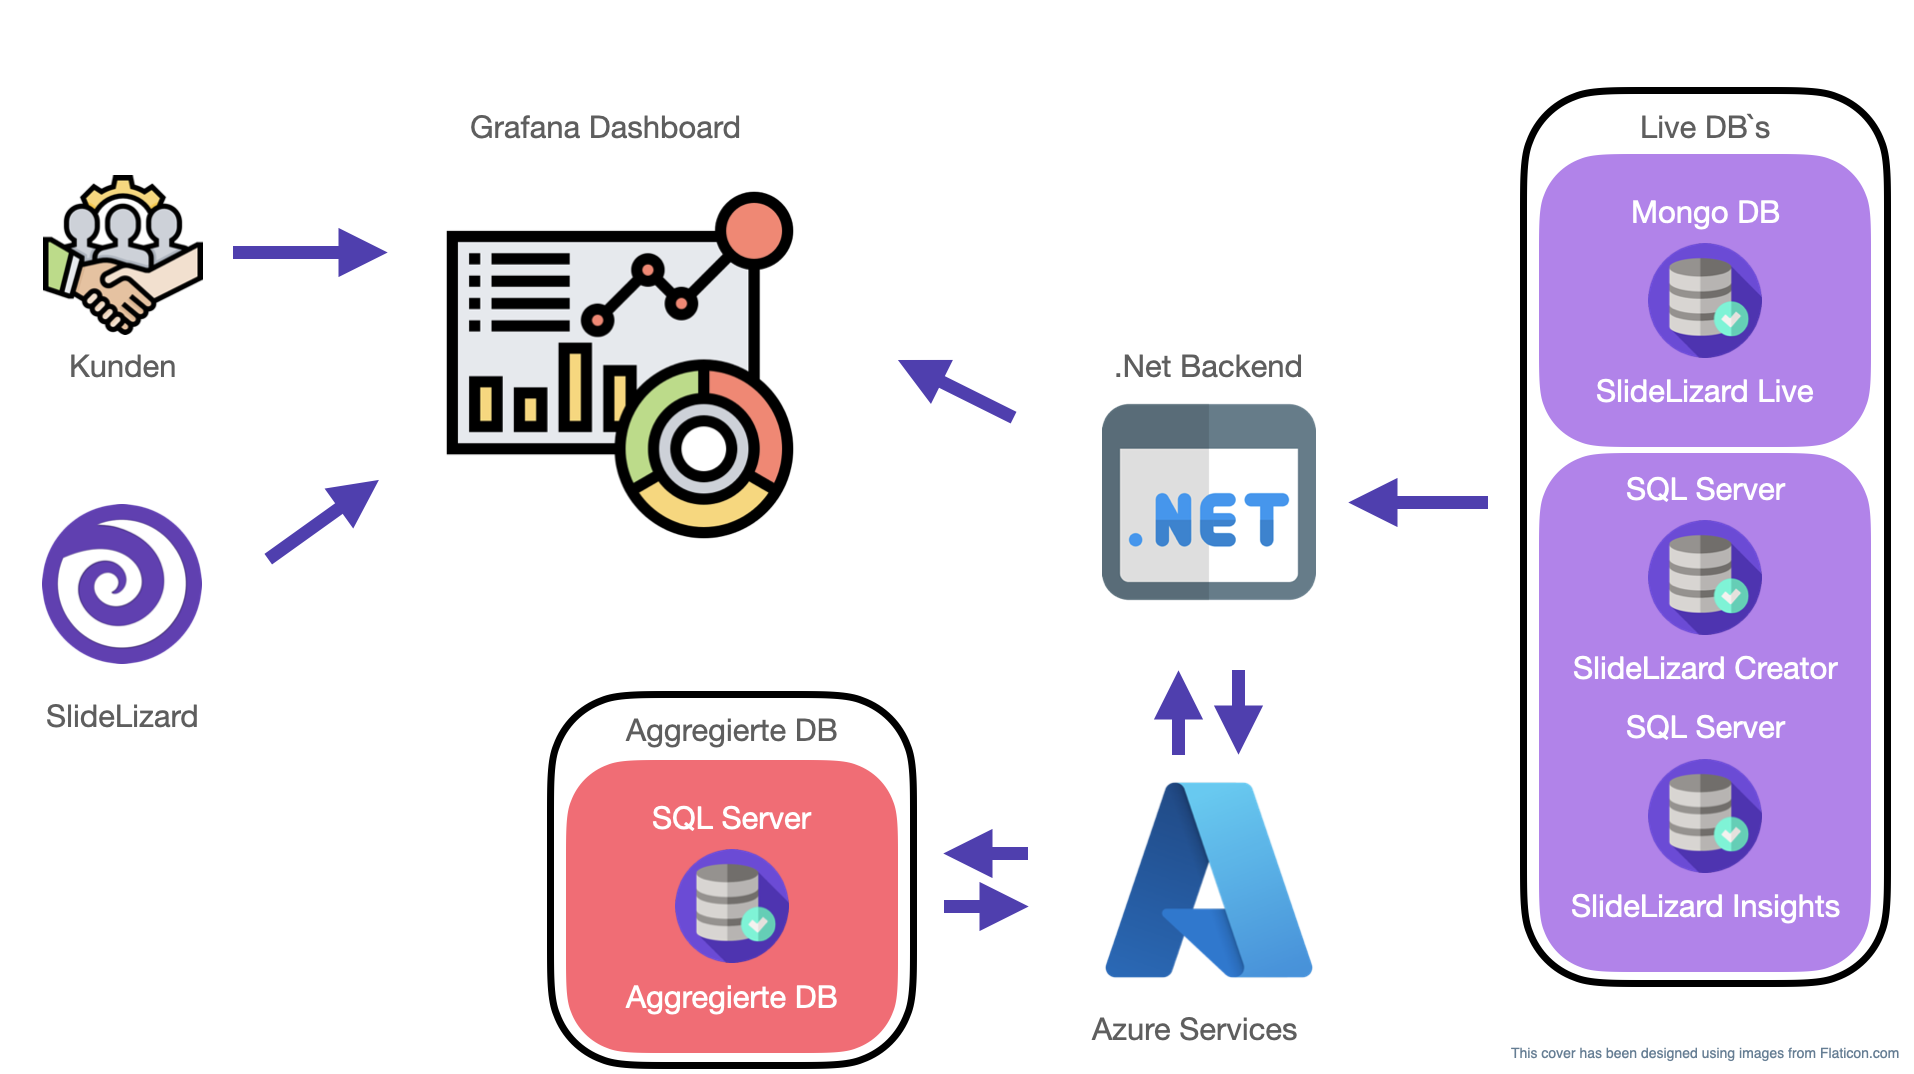 Grafana Dashboard
Kunden
SlideLizard
.Net Backend
.NET
Aggregierte DB
SQL Server
Aggregierte DB
Azure Services
Live DB`s
Mongo DB
SlideLizard Live
SQL Server
SlideLizard Creator
SQL Server
SlideLizard Insights
This cover has been designed using images from Flaticon.com